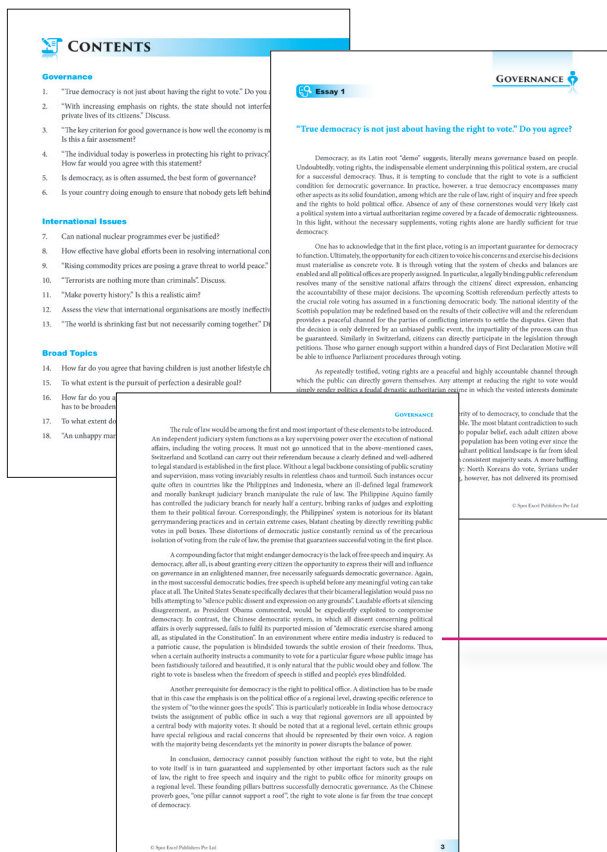 CONTENTS
Governance
1. "True democracy is not just about having the right to vote." Do you a
2. "With increasing emphasis on rights, the state should not interfer
private lives of its citizens." Discuss.
3. "The key criterion for good governance is how well the economy is m
Is this a fair assessment?
4. "The individual today is powerless in protecting his right to privacy."
How far would you agree with this statement?
5. Is democracy, as is often assumed, the best form of governance?
6. Is your country doing enough to ensure that nobody gets left behind
International Issues
7. Can national nuclear programmes ever be justified?
8. How effective have global efforts been in resolving international con
9. "Rising commodity prices are posing a grave threat to world peace."
10. "Terrorists are nothing more than criminals". Discuss.
11. "Make poverty history." Is this a realistic aim?
12. Assess the view that international organisations are mostly ineffectiv
13. "The world is shrinking fast but not necessarily coming together." Di
Broad Topics
14. How far do you agree that having children is just another lifestyle ch
15. To what extent is the pursuit of perfection a desirable goal?
16. How far do you a
has to be broaden
17. To what extent do
18. "An unhappy mar
GOVERNANCE
Essay 1
"True democracy is not just about having the right to vote." Do you agree?
Democracy, as its Latin root "demo" suggests, literally means governance based on people.
Undoubtedly, voting rights, the indispensable element underpinning this political system, are crucial
for a successful democracy. Thus, it is tempting to conclude that the right to vote is a sufficient
condition for democratic governance. In practice, however, a true democracy encompasses many
other aspects as its solid foundation, among which are the rule of law, right of inquiry and free speech
and the rights to hold political office. Absence of any of these cornerstones would very likely cast
a political system into a virtual authoritarian regime covered by a facade of democratic righteousness.
In this light, without the necessary supplements, voting rights alone are hardly sufficient for true
democracy.
One has to acknowledge that in the first place, voting is an important guarantee for democracy
to function. Ultimately, the opportunity for each citizen to voice his concerns and exercise his decisions
must materialise as concrete vote. It is through voting that the system of checks and balances are
enabled and all political offices are properly assigned. In particular, a legally binding public referendum
resolves many of the sensitive national affairs through the citizens' direct expression, enhancing
the accountability of these major decisions. The upcoming Scottish referendum perfectly attests to
the crucial role voting has assumed in a functioning democratic body. The national identity of the
Scottish population may be redefined based on the results of their collective will and the referendum
provides a peaceful channel for the parties of conflicting interests to settle the disputes. Given that
the decision is only delivered by an unbiased public event, the impartiality of the process can thus
be guaranteed. Similarly in Switzerland, citizens can directly participate in the legislation through
petitions. Those who garner enough support within a hundred days of First Declaration Motive will
be able to influence Parliament procedures through voting.
As repeatedly testified, voting rights are a peaceful and highly accountable channel through
which the public can directly govern themselves. Any attempt at reducing the right to vote would
simply render politics a feudal dynastic authoritarian regime in which the vested interests dominate
rity of to democracy, to conclude that the
ble. The most blatant contradiction to such
to popular belief, each adult citizen above
population has been voting ever since the
ultant political landscape is far from ideal
consistent majority seats. A more baffling
y: North Koreans do vote. Syrians under
, however, has not delivered its promised
© Spot Excel Publishers Pte Ltd
GOVERNANCE
The rule of law would be among the first and most important of these elements to be introduced.
An independent judiciary system functions as a key supervising power over the execution of national
affairs, including the voting process. It must go unnoticed that in the above-mentioned cases,
Switzerland and Scotland can carry out their referendum because a clearly defined and well-adhered
to legal standard is established in the first place. Without a legal backbone consisting of public scrutiny
and supervision, mass voting invariably results in relentless chaos and turmoil. Such instances occur
quite often in countries like the Philippines and Indonesia, where an ill-defined legal framework
and morally bankrupt judiciary branch manipulate the rule of law. The Philippine Aquino family
has controlled the judiciary branch for nearly half a century, bribing ranks of judges and exploiting
them to their political favour. Correspondingly, the Philippines' system is notorious for its blatant
gerrymandering practices and in certain extreme cases, blatant cheating by directly rewriting public
votes in poll boxes. These distortions of democratic justice constantly remind us of the precarious
isolation of voting from the rule of law, the premise that guarantees successful voting in the first place.
A compounding factor that might endanger democracy is the lack of free speech and inquiry. As
democracy, after all, is about granting every citizen the opportunity to express their will and influence
on governance in an enlightened manner, free necessarily safeguards democratic governance. Again,
in the most successful democratic bodies, free speech is upheld before any meaningful voting can take
place at all. The United States Senate specifically declares that their bicameral legislation would pass no
bills attempting to "silence public dissent and expression on any grounds". Laudable efforts at silencing
disagreement, as President Obama commented, would be expediently exploited to compromise
democracy. In contrast, the Chinese democratic system, in which all dissent concerning political
affairs is overly suppressed, fails to fulfil its purported mission of "democratic exercise shared among
all, as stipulated in the Constitution". In an environment where entire media industry is reduced to
a patriotic cause, the population is blindsided towards the subtle erosion of their freedoms. Thus,
when a certain authority instructs a community to vote for a particular figure whose public image has
been fastidiously tailored and beautified, it is only natural that the public would obey and follow. The
right to vote is baseless when the freedom of speech is stifled and people's eyes blindfolded.
Another prerequisite for democracy is the right to political office. A distinction has to be made
that in this case the emphasis is on the political office of a regional level, drawing specific reference to
the system of "to the winner goes the spoils". This is particularly noticeable in India whose democracy
twists the assignment of public office in such a way that regional governors are all appointed by
a central body with majority votes. It should be noted that at a regional level, certain ethnic groups
have special religious and racial concerns that should be represented by their own voice. A region
with the majority being descendants yet the minority in power disrupts the balance of power.
In conclusion, democracy cannot possibly function without the right to vote, but the right
to vote itself is in turn guaranteed and supplemented by other important factors such as the rule
of law, the right to free speech and inquiry and the right to public office for minority groups on
a regional level. These founding pillars buttress successfully democratic governance. As the Chinese
proverb goes, "one pillar cannot support a roof", the right to vote alone is far from the true concept
of democracy.
© Spot Excel Publishers Pte Ltd
3